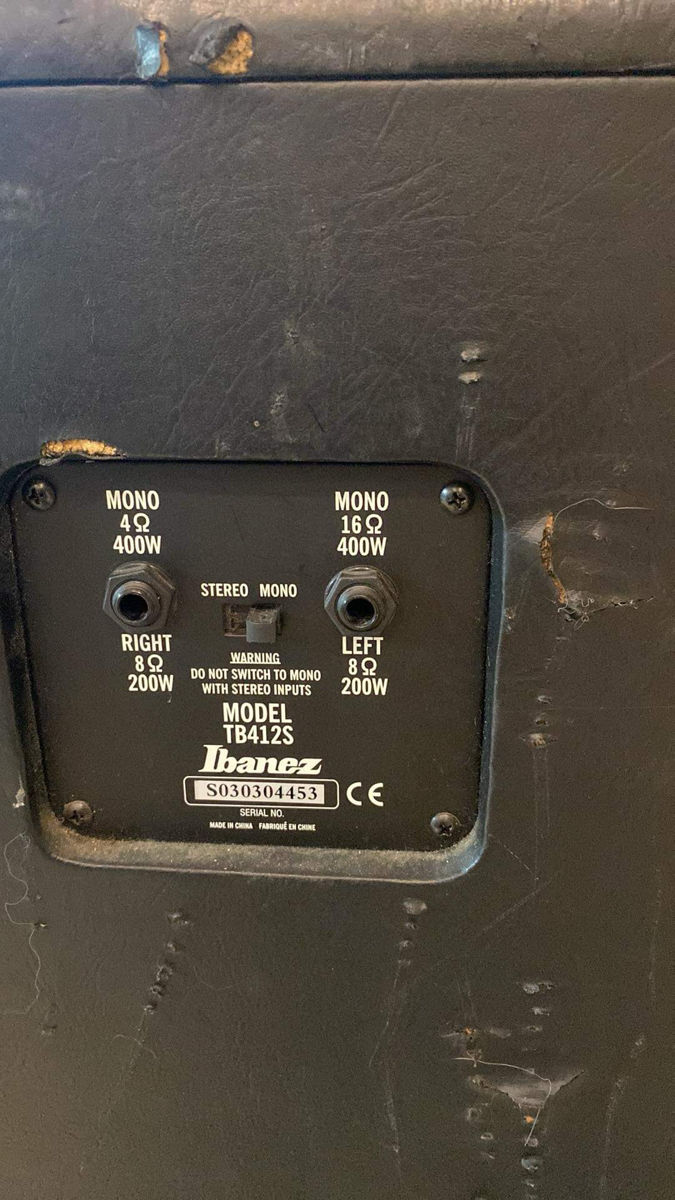 MONO
4Ω
400W
MONO
16Ω
400W
STEREO MONO
RIGHT
8Ω
200W
WARNING
DO NOT SWITCH TO MONO
WITH STEREO INPUTS
LEFT
8Ω
200W
MODEL
TB412S
Ibanez
S030304453
CE
SERIAL NO.
MADE IN CHINA FABRIQUÉ EN CHINE